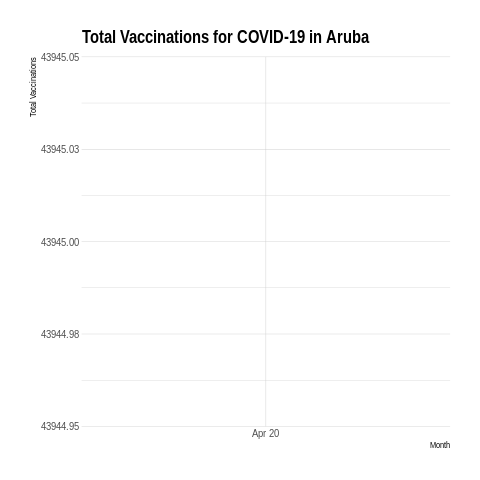 Total Vaccinations for COVID-19 in Aruba
Total Vaccinations
43945.05
43945.03
43945.00
43944.98
43944.95
Apr 20
Month